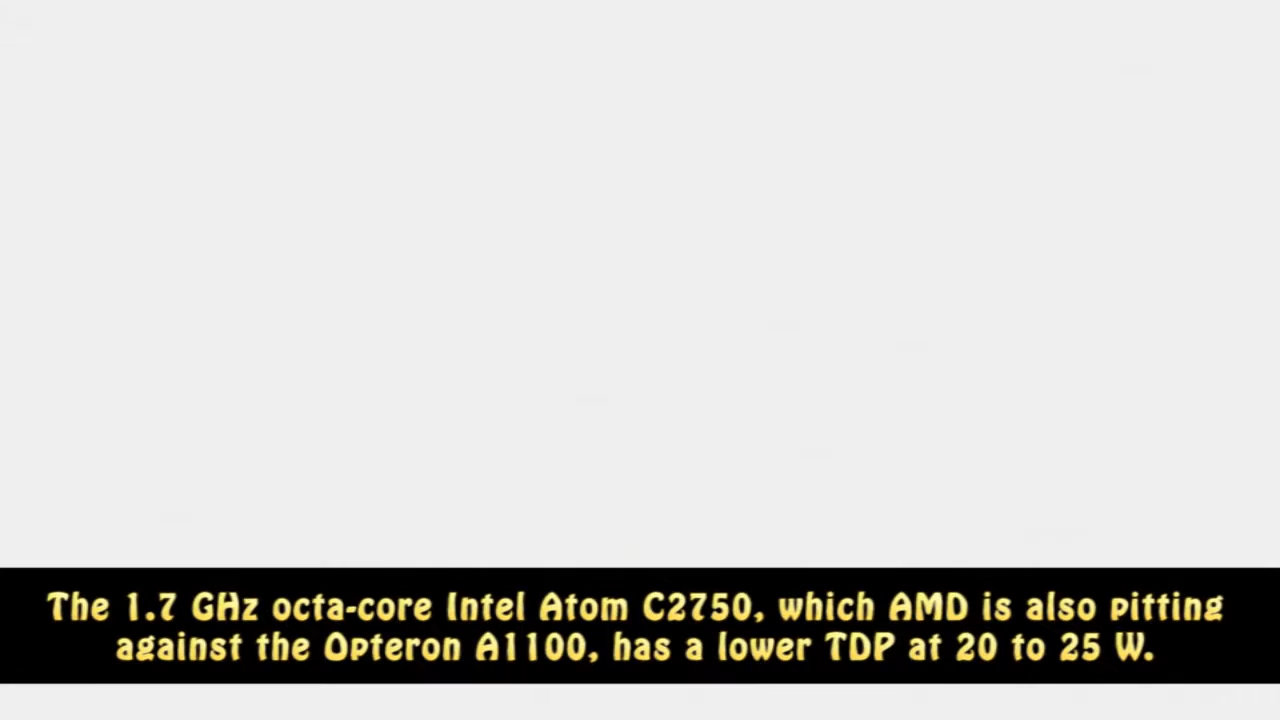 The 1.7 GHz octa-core Intel Atom C2750, which AMD is also pitting
against the Opteron A1100, has a lower TDP at 20 to 25 W.